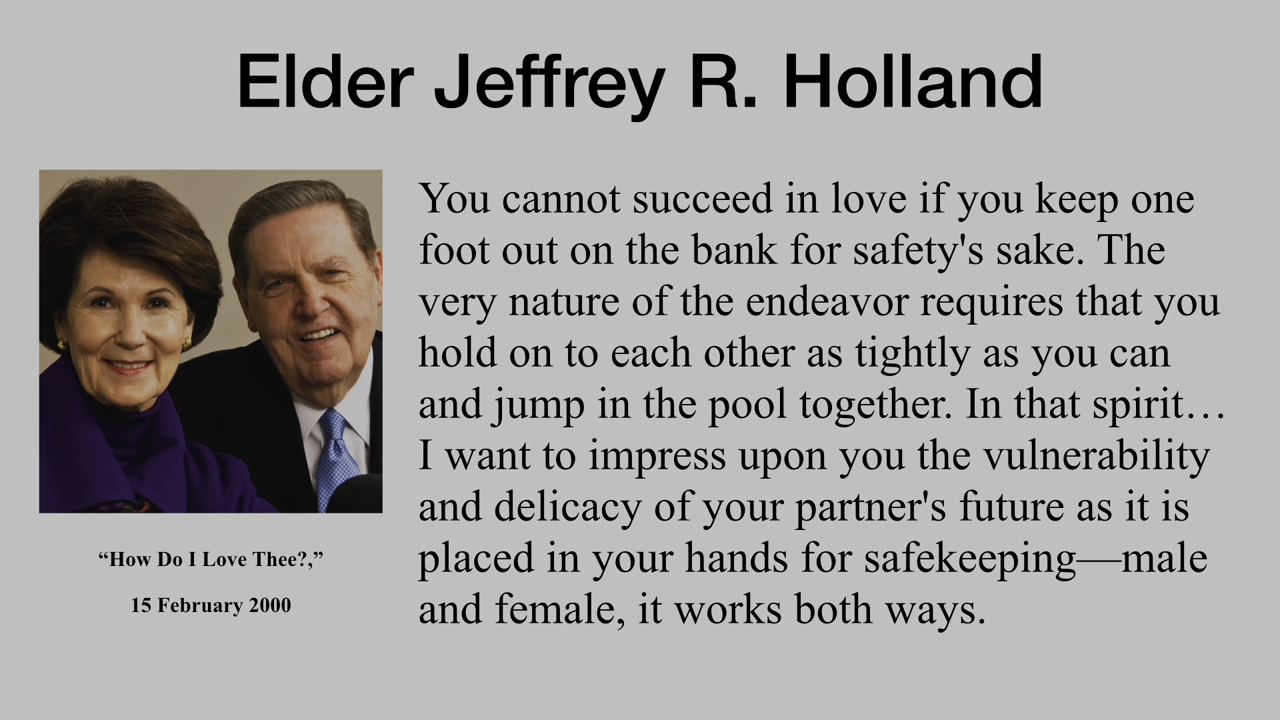 Elder Jeffrey R. Holland
You cannot succeed in love if you keep one
foot out on the bank for safety's sake. The
very nature of the endeavor requires that you
hold on to each other as tightly as you can
and jump in the pool together. In that spirit…
I want to impress upon you the vulnerability
and delicacy of your partner's future as it is
placed in your hands for safekeeping—male
and female, it works both ways.
“How Do I Love Thee?,”
15 February 2000